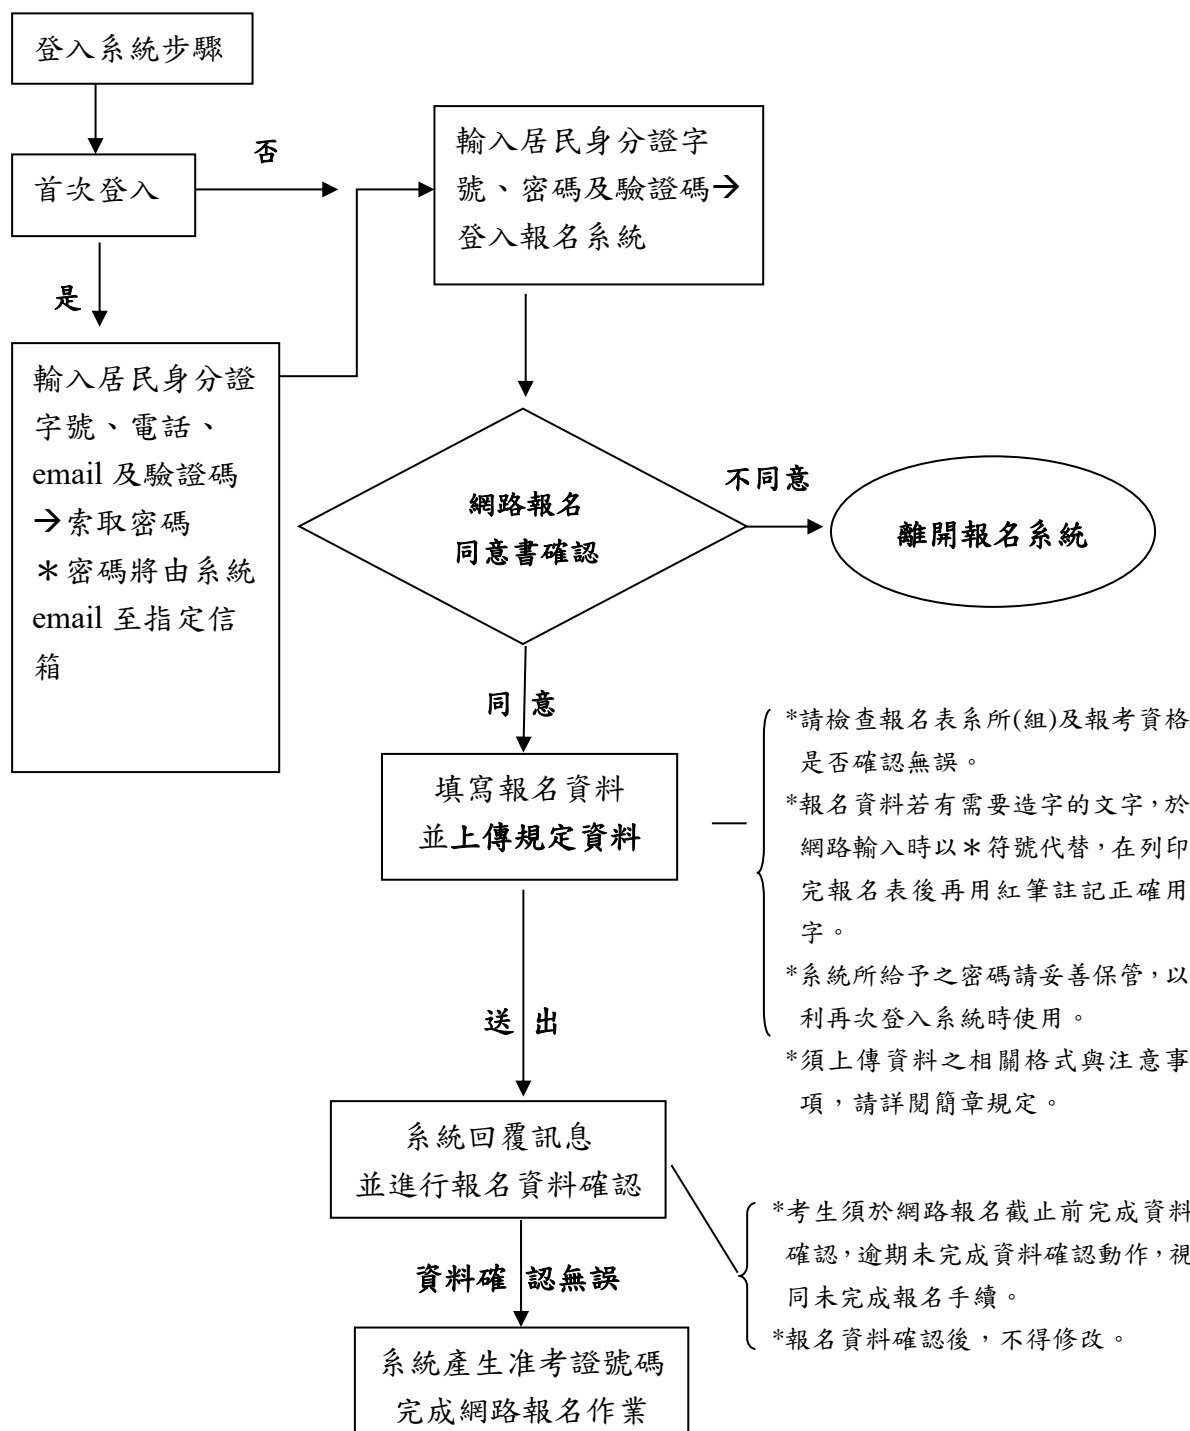 登入系統步驟
首次登入
否
是
輸入居民身分證字
號、密碼及驗證碼→
登入報名系統
輸入居民身分證
字號、電話、
email 及驗證碼
→索取密碼
＊密碼將由系統
email 至指定信
箱
網路報名
同意書確認
不同意
離開報名系統
同意
填寫報名資料
並上傳規定資料
*請檢查報名表系所(組)及報考資格
是否確認無誤。
*報名資料若有需要造字的文字，於
網路輸入時以＊符號代替，在列印
完報名表後再用紅筆註記正確用
字。
*系統所給予之密碼請妥善保管，以
利再次登入系統時使用。
*須上傳資料之相關格式與注意事
項，請詳閱簡章規定。
送出
系統回覆訊息
並進行報名資料確認
*考生須於網路報名截止前完成資料
確認，逾期未完成資料確認動作，視
同未完成報名手續。
*報名資料確認後，不得修改。
資料確認無誤
系統產生准考證號碼
完成網路報名作業